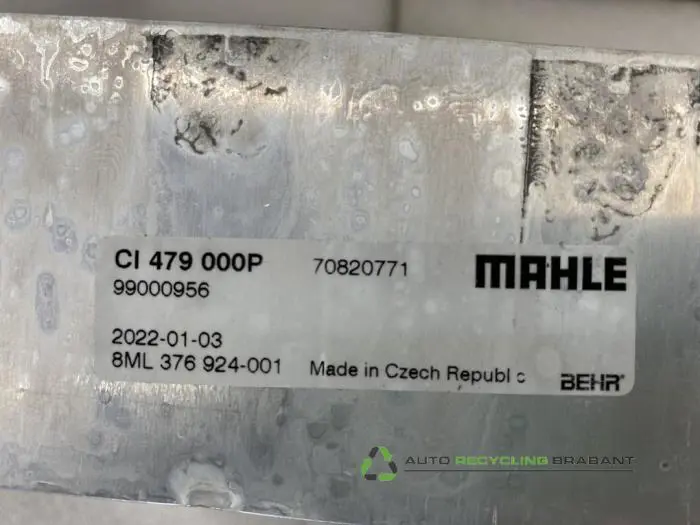 CI 479 000P 70820771 MAHLE
99000956
2022-01-03
8ML 376 924-001 Made in Czech Republ c BEHR®
AUTO RECYCLING BRABANT